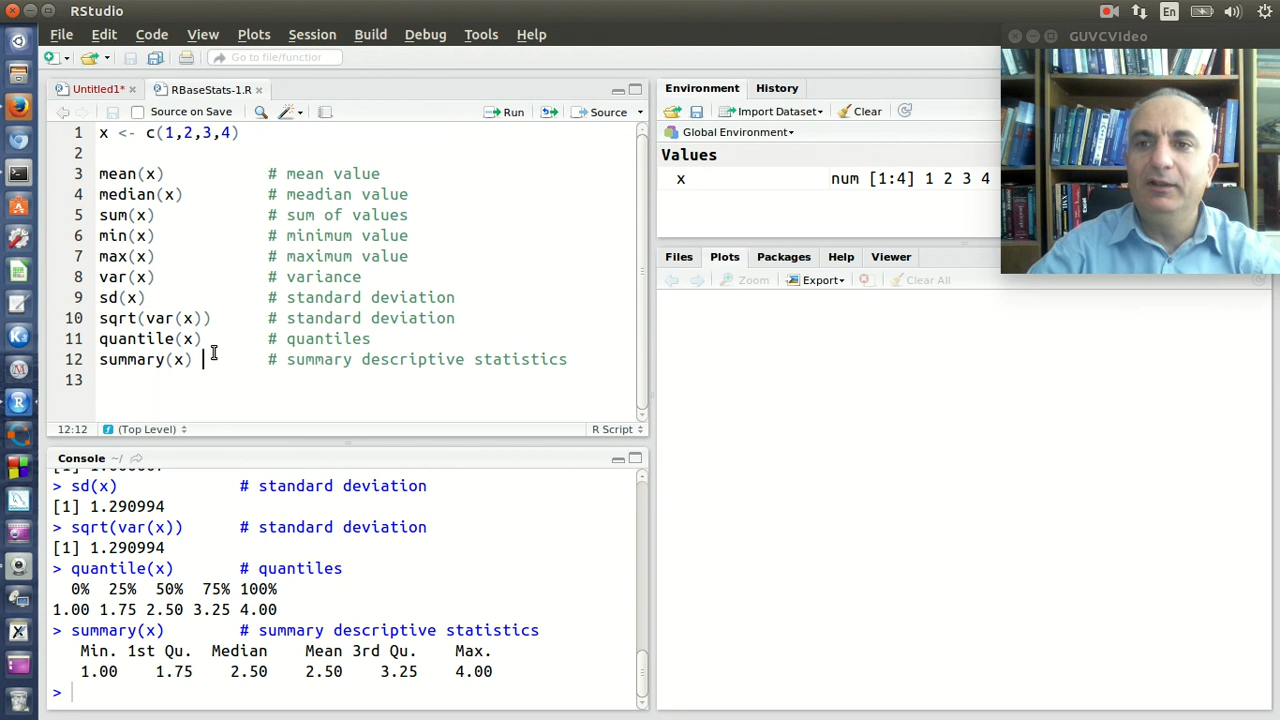 RStudio
En
File Edit Code View Plots Session Build Debug Tools Help
Go to file/function
GUVCVIdeo
Untitled1* RBaseStats-1.R
Source on Save Run Source
1 x <- c(1,2,3,4)
2
3 mean(x) # mean value
4 median(x) # meadian value
5 sum(x) # sum of values
6 min(x) # minimum value
7 max(x) # maximum value
8 var(x) # variance
9 sd(x) # standard deviation
10 sqrt(var(x)) # standard deviation
11 quantile(x) # quantiles
12 summary(x) # summary descriptive statistics
13
12:12 (Top Level) R Script
Console ~/
> sd(x) # standard deviation
[1] 1.290994
> sqrt(var(x)) # standard deviation
[1] 1.290994
> quantile(x) # quantiles
0% 25% 50% 75% 100%
1.00 1.75 2.50 3.25 4.00
> summary(x) # summary descriptive statistics
Min. 1st Qu. Median Mean 3rd Qu. Max.
1.00 1.75 2.50 2.50 3.25 4.00
>
Environment History
Import Dataset Clear
Global Environment
Values
x num [1:4] 1 2 3 4
Files Plots Packages Help Viewer
Zoom Export Clear All